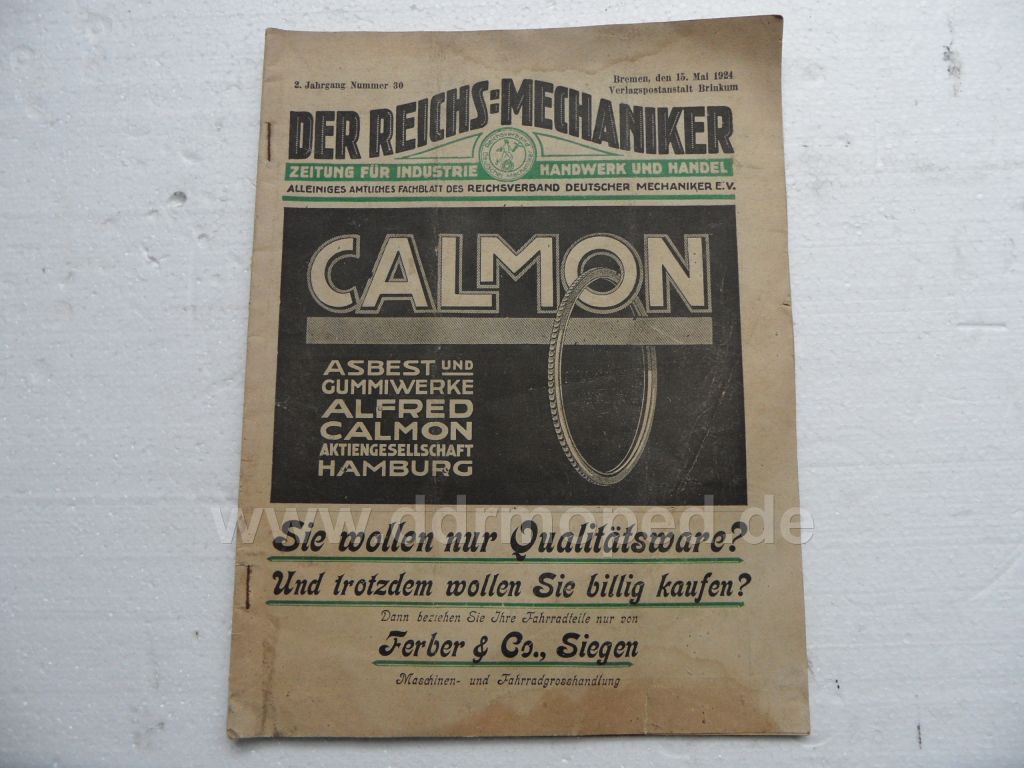 2. Jahrgang Nummer 30
Bremen, den 15. Mai 1924
Verlagspostanstalt Brinkum
DER REICHS=MECHANIKER
ZEITUNG FÜR INDUSTRIE HANDWERK UND HANDEL
ALLEINIGES AMTLICHES FACHBLATT DES REICHSVERBAND DEUTSCHER MECHANIKER E.V.
CALMON
ASBEST UND
GUMMIWERKE
ALFRED
CALMON
AKTIENGESELLSCHAFT
HAMBURG
www.ddrmoped.de
Sie wollen nur Qualitätsware?
Und trotzdem wollen Sie billig kaufen?
Dann beziehen Sie Ihre Fahrradteile nur von
Ferber & Co., Siegen
Maschinen- und Fahrradgrosshandlung